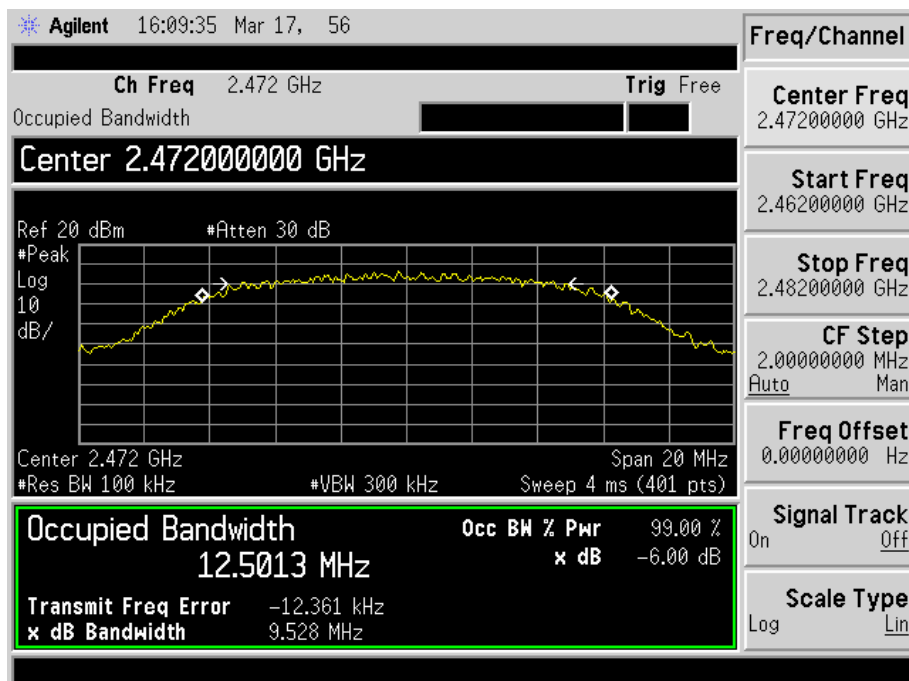 Agilent 16:09:35 Mar 17, 56
Ch Freq 2.472 GHz Trig Free
Occupied Bandwidth
Center 2.472000000 GHz
Ref 20 dBm #Atten 30 dB
#Peak
Log
10
dB/
Center 2.472 GHz Span 20 MHz
#Res BW 100 kHz #VBW 300 kHz Sweep 4 ms (401 pts)
Occupied Bandwidth Occ BW % Pwr 99.00 %
12.5013 MHz x dB -6.00 dB
Transmit Freq Error -12.361 kHz
x dB Bandwidth 9.528 MHz
Freq/Channel
Center Freq
2.47200000 GHz
Start Freq
2.46200000 GHz
Stop Freq
2.48200000 GHz
CF Step
2.00000000 MHz
Auto Man
Freq Offset
0.00000000 Hz
Signal Track
On Off
Scale Type
Log Lin